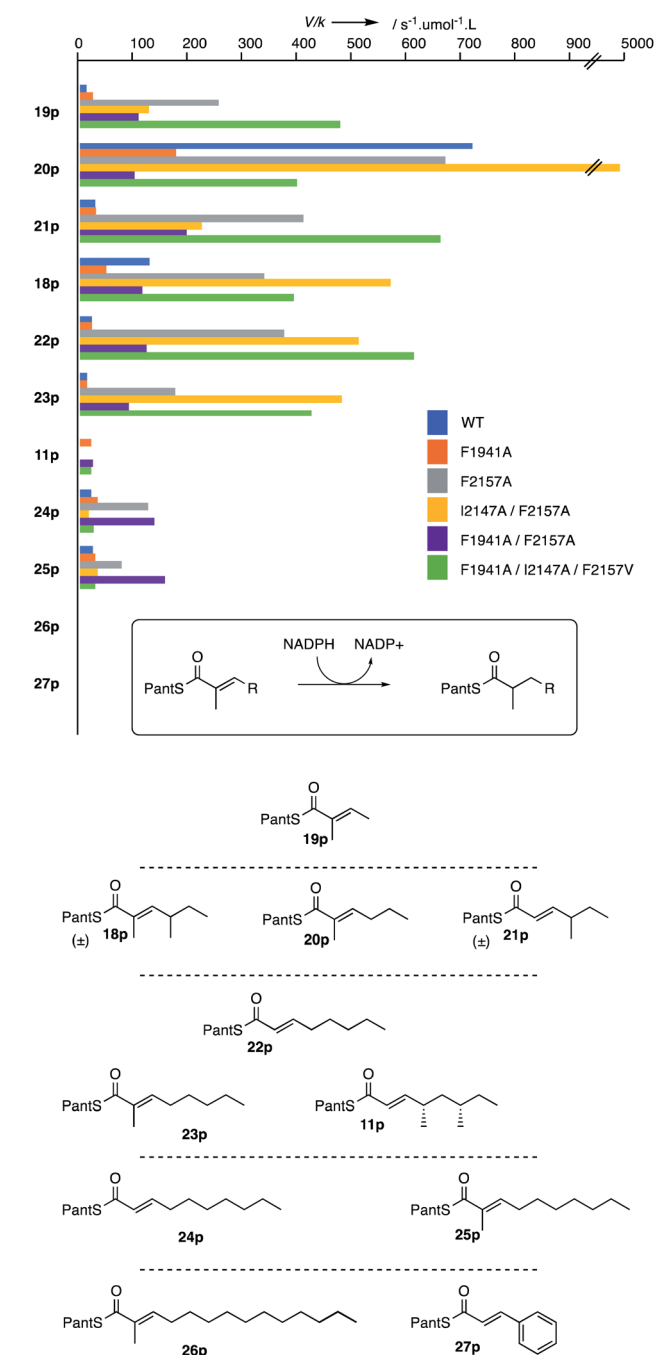 V/k / s⁻¹.umol⁻¹.L
0 100 200 300 400 500 600 700 800 900 5000
19p
20p
21p
18p
22p
23p
11p
24p
25p
26p
27p
WT
F1941A
F2157A
I2147A / F2157A
F1941A / F2157A
F1941A / I2147A / F2157V
NADPH NADP+
O O
PantS R PantS R
O
PantS
19p
O O O
PantS PantS PantS
(±) 18p 20p (±) 21p
O
PantS
22p
O O
PantS PantS
23p 11p
O O
PantS PantS
24p 25p
O O
PantS PantS
26p 27p